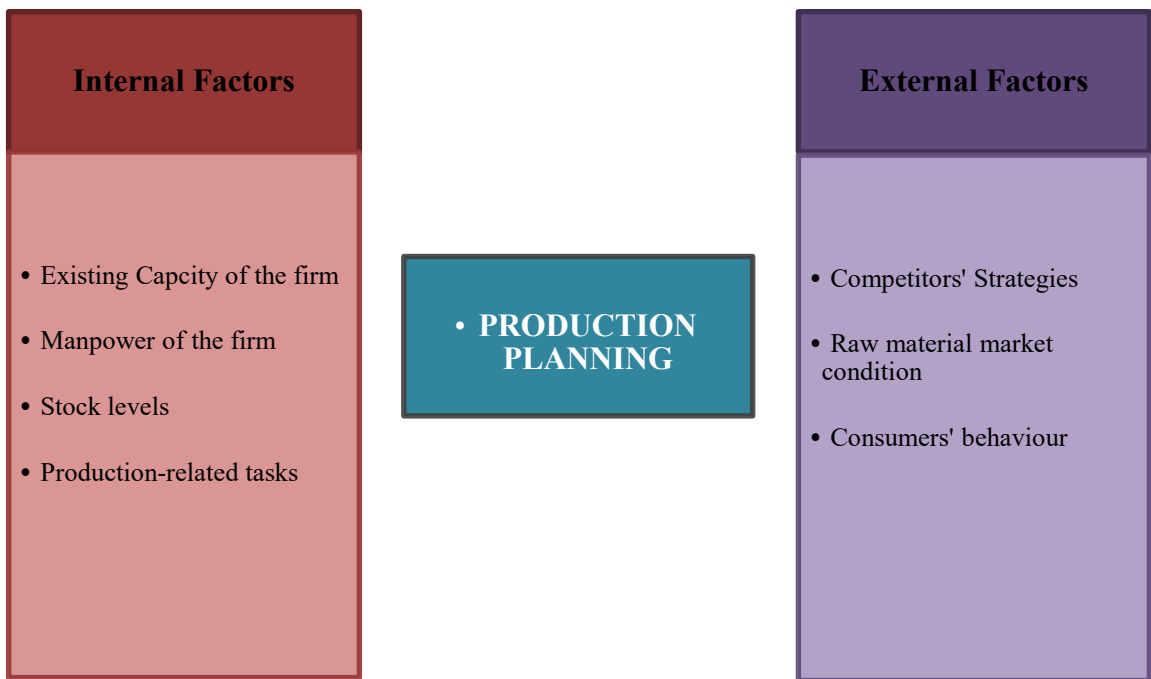 Internal Factors
• Existing Capcity of the firm
• Manpower of the firm
• Stock levels
• Production-related tasks
• PRODUCTION
PLANNING
External Factors
• Competitors' Strategies
• Raw material market
condition
• Consumers' behaviour